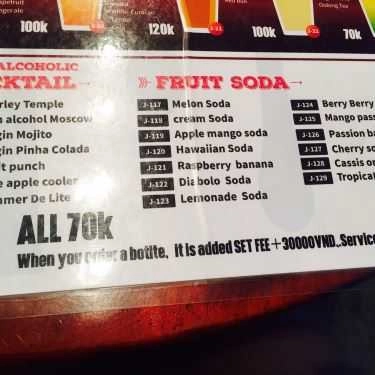 100k
120k
100k
70k
J-117 Melon Soda
J-118 cream Soda
J-119 Apple mango soda
J-120 Hawaiian Soda
J-121 Raspberry banana
J-122 Diabolo Soda
J-123 Lemonade Soda
ALCOHOLIC
CKTAIL
rley Temple
alcohol Moscow
gin Mojito
gin Pinha Colada
t punch
apple cooler
mer De Lite
FRUIT SODA
J-124 Berry Berry
J-125 Mango pass
J-126 Passion ba
J-127 Cherry so
J-128 Cassis or
J-129 Tropical
ALL 70k
When you order a botlte, it is added SET FEE+30000VND,.Service